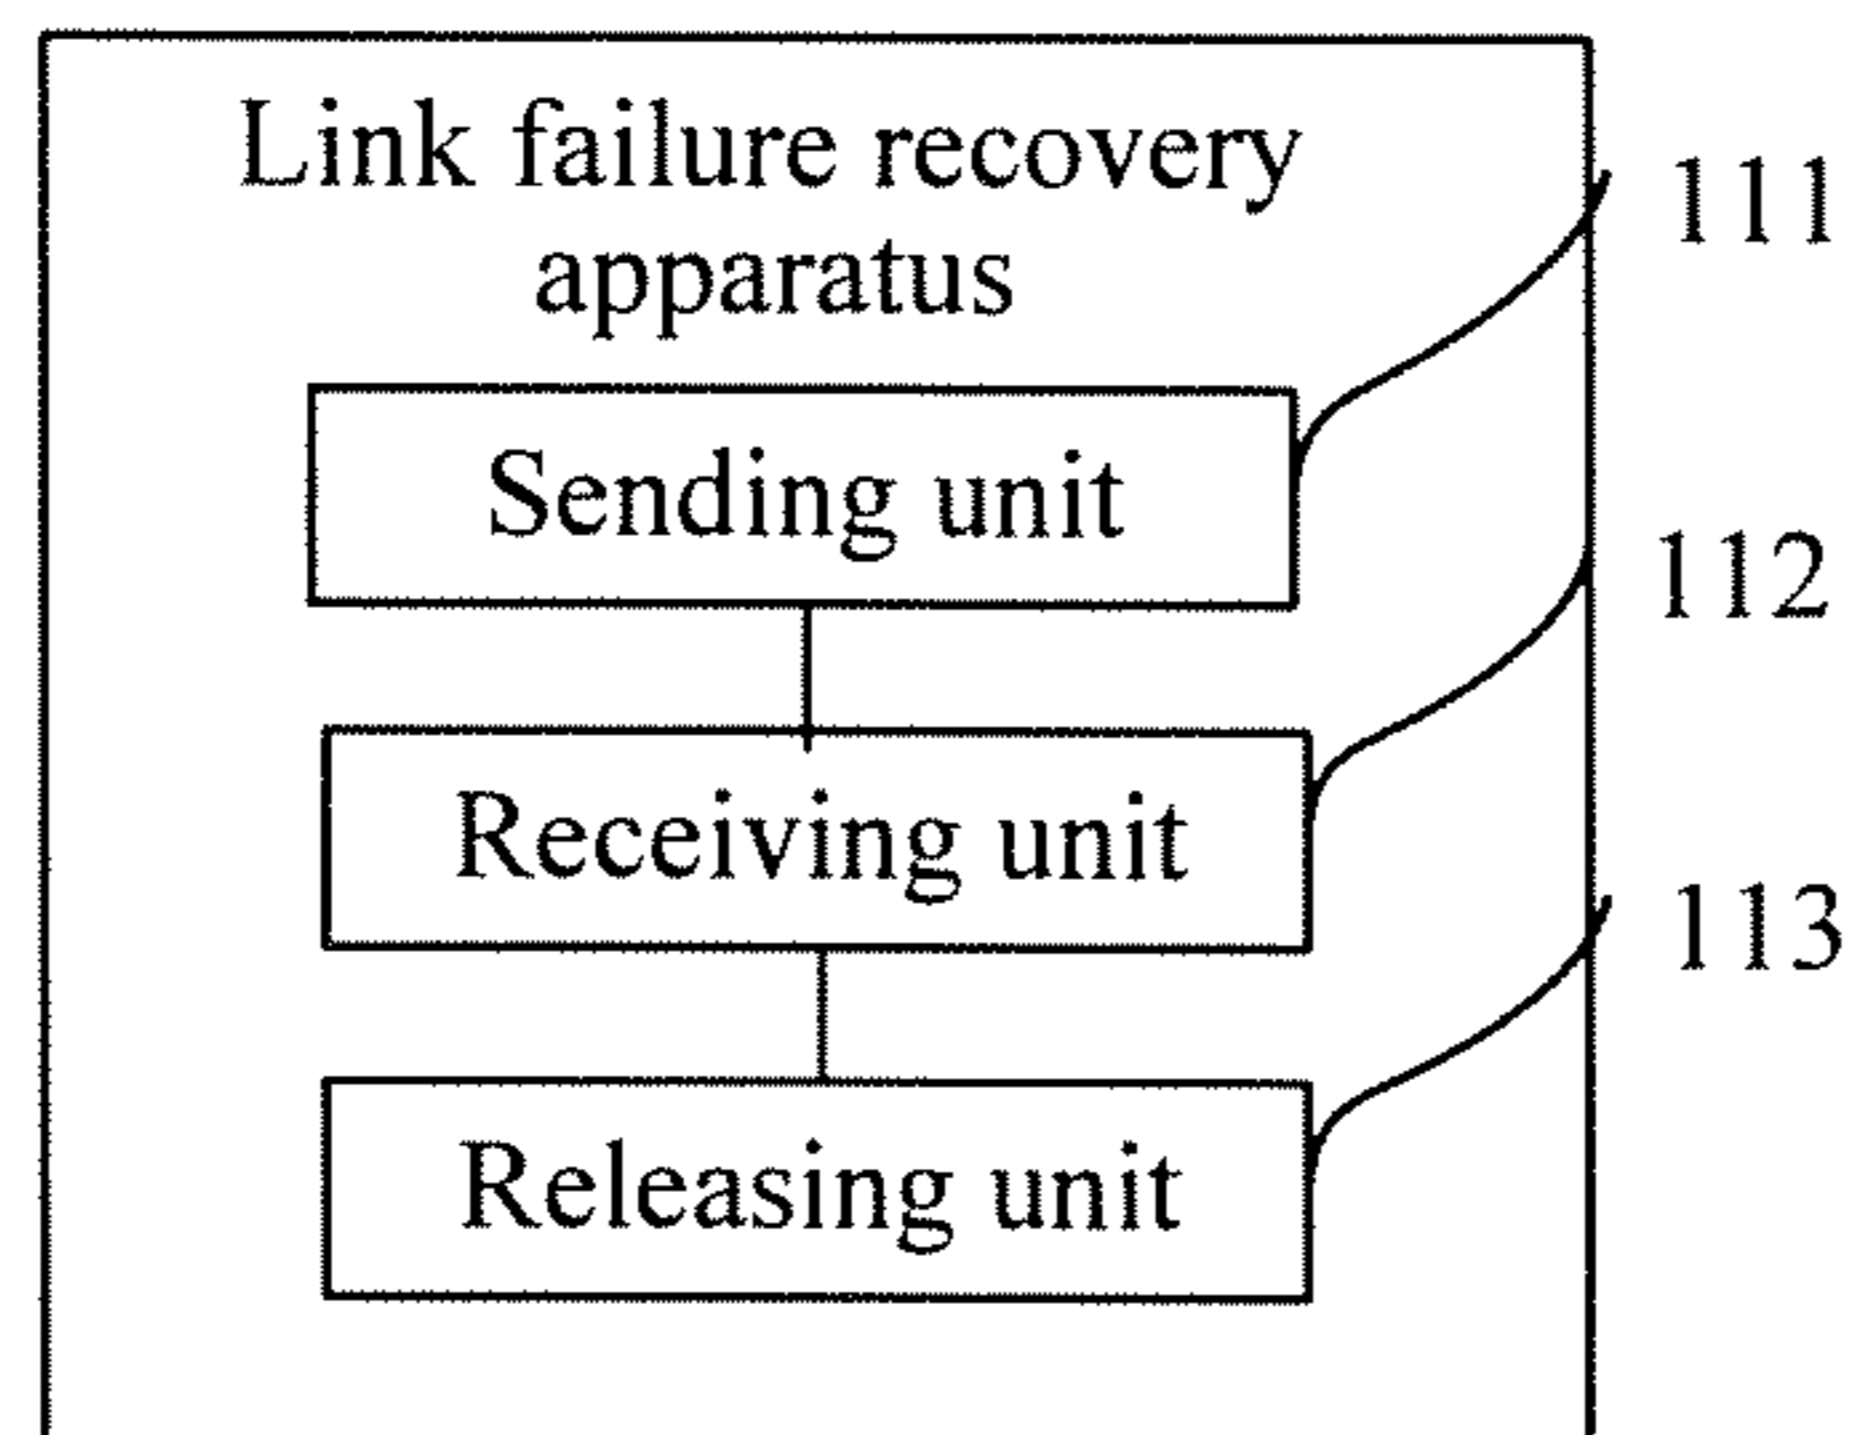 Link failure recovery
apparatus
111
Sending unit
112
Receiving unit
113
Releasing unit